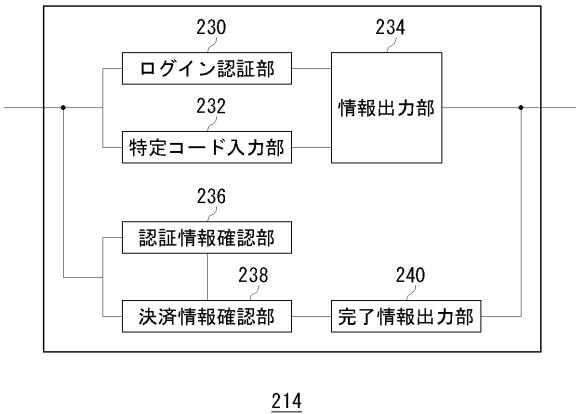 230
ログイン認証部
234
情報出力部
232
特定コード入力部
236
認証情報確認部
238
決済情報確認部
240
完了情報出力部
214